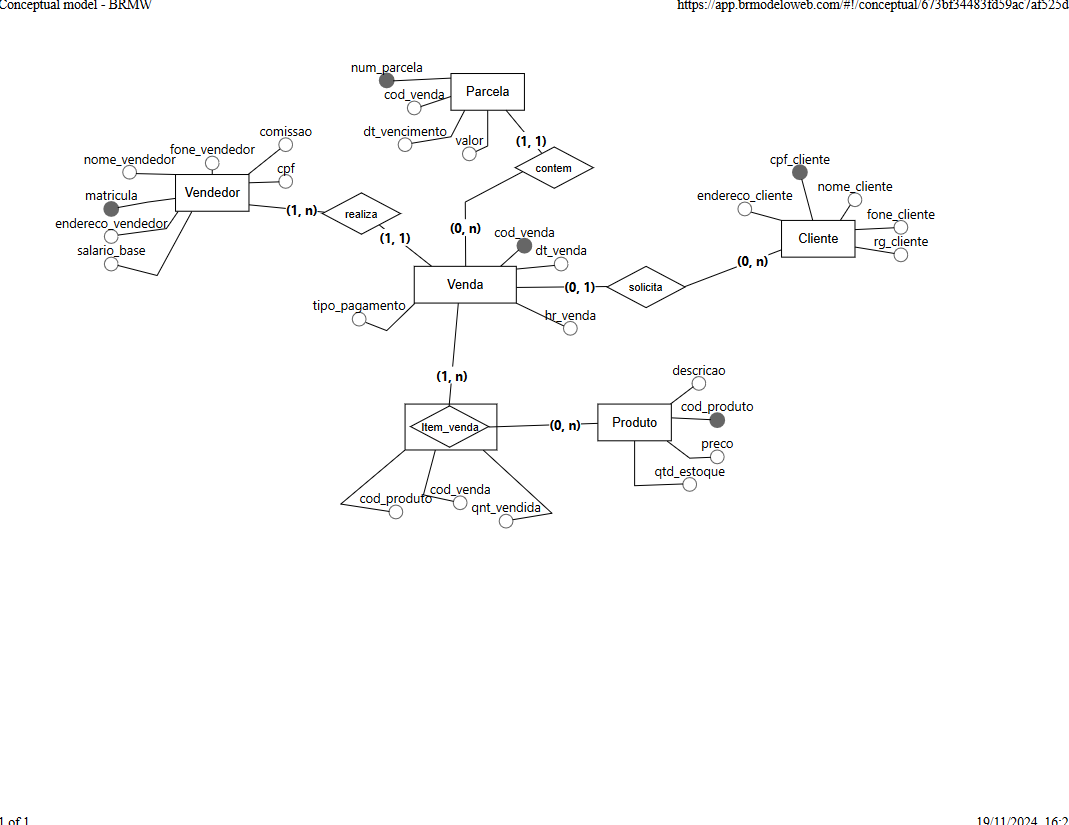 Conceptual model - BRMW
https://app.brmodeloweb.com/#!/conceptual/673bf34483fd59ac7af525d
num_parcela
Parcela
cod_venda
dt_vencimento
valor
(1, 1)
contem
comissao
fone_vendedor
nome_vendedor
cpf
Vendedor
matricula
endereco_vendedor
salario_base
(1, n)
realiza
(1, 1)
(0, n)
cod_venda
dt_venda
Venda
tipo_pagamento
hr_venda
(0, 1)
solicita
(0, n)
cpf_cliente
nome_cliente
endereco_cliente
fone_cliente
Cliente
rg_cliente
(1, n)
Item_venda
(0, n)
cod_produto
cod_venda
qnt_vendida
descricao
cod_produto
Produto
preco
qtd_estoque
1 of 1
19/11/2024, 16:2